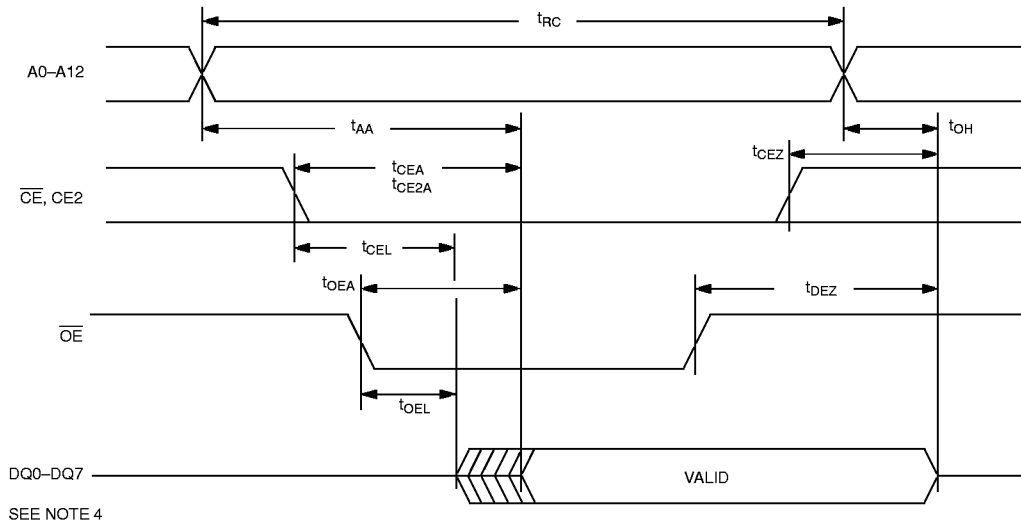 tRC
A0–A12
tAA
tOH
tCEZ
tCEA
tCE2A
CE, CE2
tCEL
tOEA
tDEZ
OE
tOEL
DQ0–DQ7
VALID
SEE NOTE 4